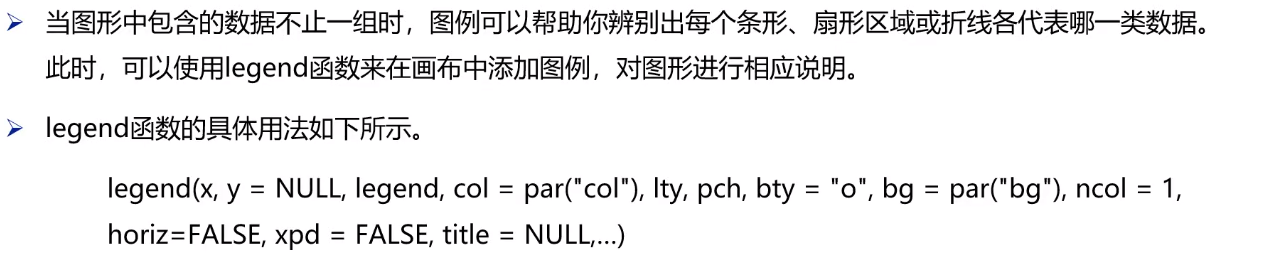 当图形中包含的数据不止一组时，图例可以帮助你辨别出每个条形、扇形区域或折线各代表哪一类数据。
此时，可以使用legend函数来在画布中添加图例，对图形进行相应说明。
legend函数的具体用法如下所示。
legend(x, y = NULL, legend, col = par("col"), lty, pch, bty = "o", bg = par("bg"), ncol = 1,
horiz=FALSE, xpd = FALSE, title = NULL,...)